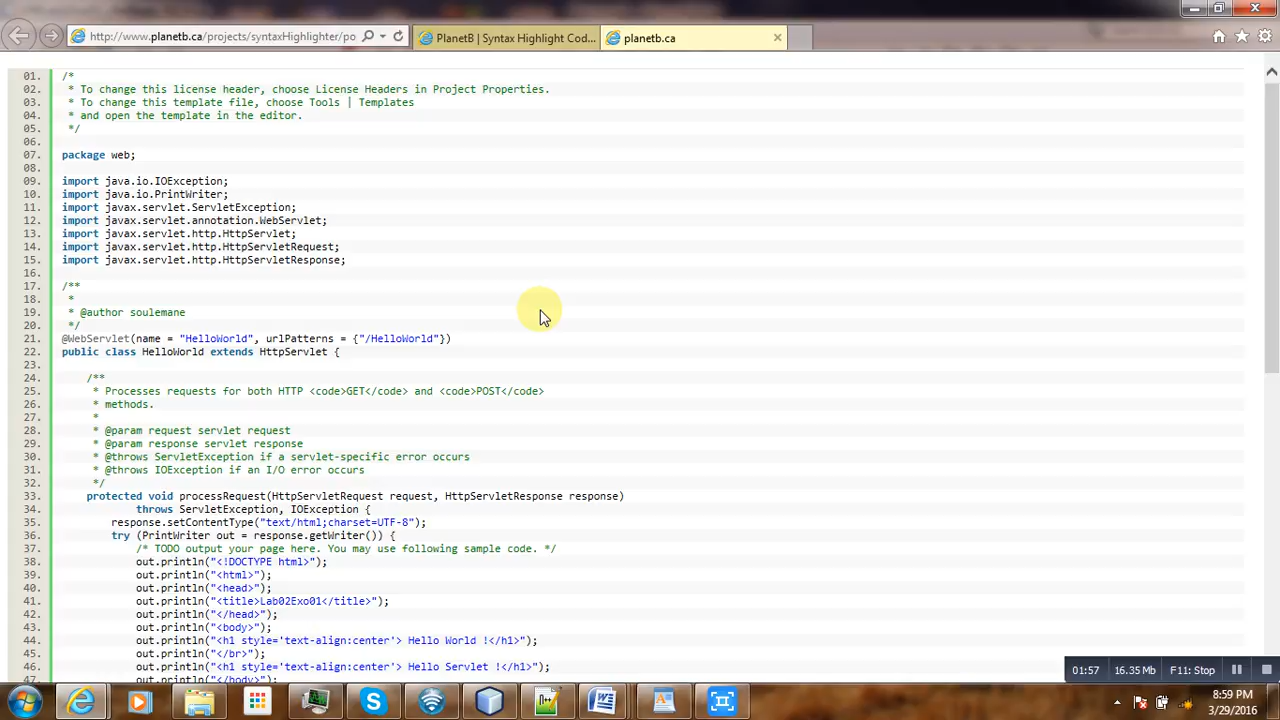 http://www.planetb.ca/projects/syntaxHighlighter/po
PlanetB | Syntax Highlight Cod...
planetb.ca
01. /*
02. * To change this license header, choose License Headers in Project Properties.
03. * To change this template file, choose Tools | Templates
04. * and open the template in the editor.
05. */
06.
07. package web;
08.
09. import java.io.IOException;
10. import java.io.PrintWriter;
11. import javax.servlet.ServletException;
12. import javax.servlet.annotation.WebServlet;
13. import javax.servlet.http.HttpServlet;
14. import javax.servlet.http.HttpServletRequest;
15. import javax.servlet.http.HttpServletResponse;
16.
17. /**
18. *
19. * @author soulemane
20. */
21. @WebServlet(name = "HelloWorld", urlPatterns = {"/HelloWorld"})
22. public class HelloWorld extends HttpServlet {
23.
24. /**
25. * Processes requests for both HTTP <code>GET</code> and <code>POST</code>
26. * methods.
27. *
28. * @param request servlet request
29. * @param response servlet response
30. * @throws ServletException if a servlet-specific error occurs
31. * @throws IOException if an I/O error occurs
32. */
33. protected void processRequest(HttpServletRequest request, HttpServletResponse response)
34. throws ServletException, IOException {
35. response.setContentType("text/html;charset=UTF-8");
36. try (PrintWriter out = response.getWriter()) {
37. /* TODO output your page here. You may use following sample code. */
38. out.println("<!DOCTYPE html>");
39. out.println("<html>");
40. out.println("<head>");
41. out.println("<title>Lab02Exo01</title>");
42. out.println("</head>");
43. out.println("<body>");
44. out.println("<h1 style='text-align:center'> Hello World !</h1>");
45. out.println("</br>");
46. out.println("<h1 style='text-align:center'> Hello Servlet !</h1>");
47. out.println("</body>");
01:57 16.35 Mb F11: Stop
8:59 PM
3/29/2016